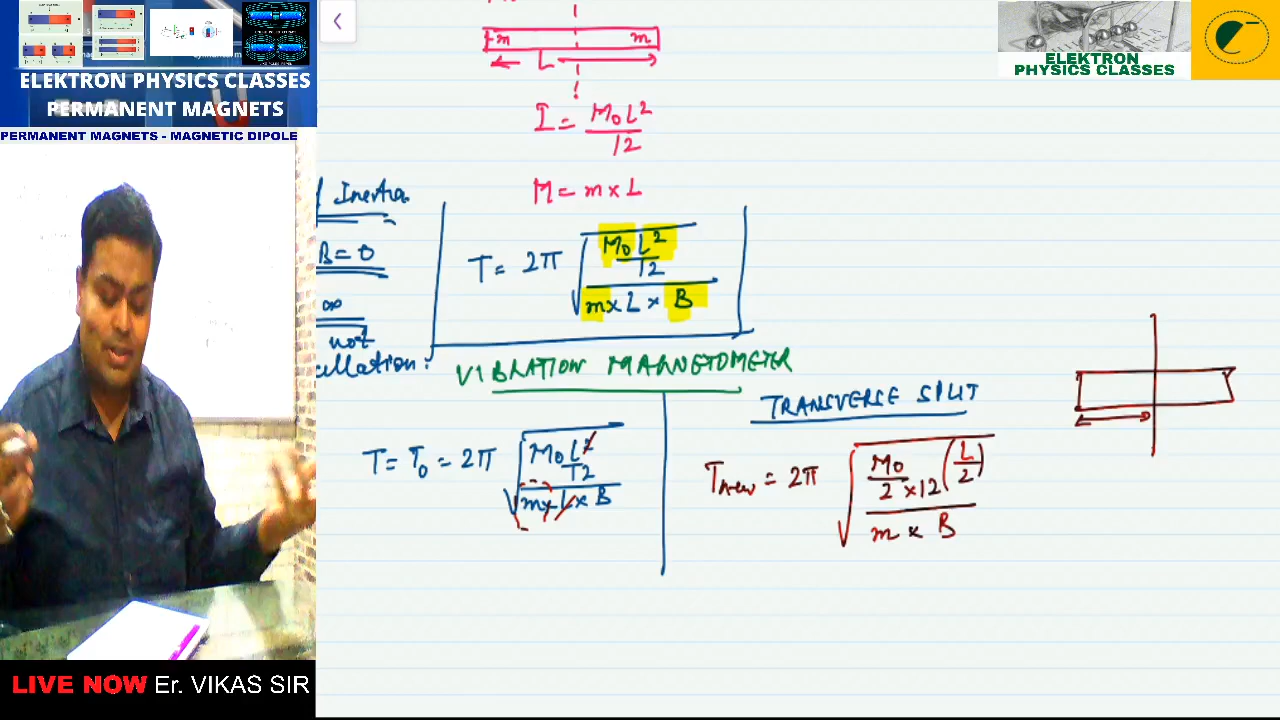 ELEKTRON PHYSICS CLASSES
PERMANENT MAGNETS
PERMANENT MAGNETS - MAGNETIC DIPOLE
ELEKTRON
PHYSICS CLASSES
m m
L
I = M₀L²/12
M = m×L
Inertia
B = 0
∞
not
cillation.
T = 2π √((M₀L²/12)/(m×L×B))
VIBRATION MAGNETOMETER
T = T₀ = 2π √((M₀L²/12)/(m×L×B))
TRANSVERSE SPLIT
Tnew = 2π √((M₀/(2×12) (L/2))/(m×B))
LIVE NOW Er. VIKAS SIR